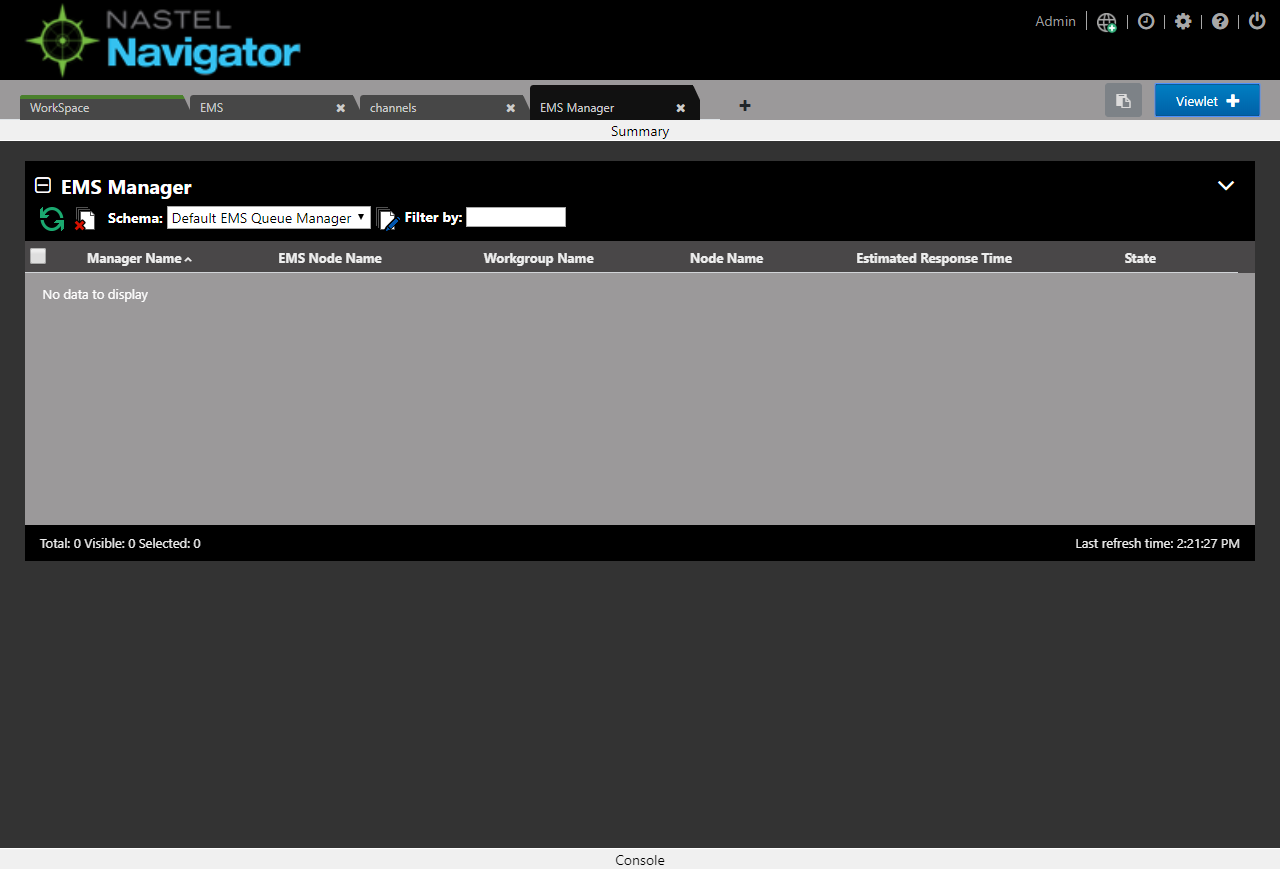 NASTEL
Navigator
Admin
WorkSpace EMS channels EMS Manager
Viewlet
Summary
EMS Manager
Schema: Default EMS Queue Manager Filter by:
Manager Name EMS Node Name Workgroup Name Node Name Estimated Response Time State
No data to display
Total: 0 Visible: 0 Selected: 0 Last refresh time: 2:21:27 PM
Console